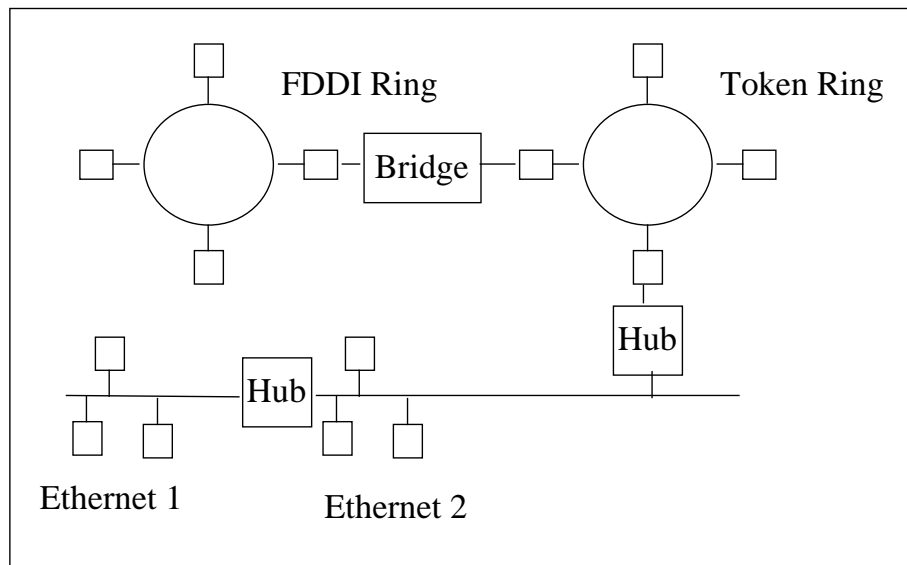 FDDI Ring
Token Ring
Bridge
Hub
Hub
Ethernet 1
Ethernet 2